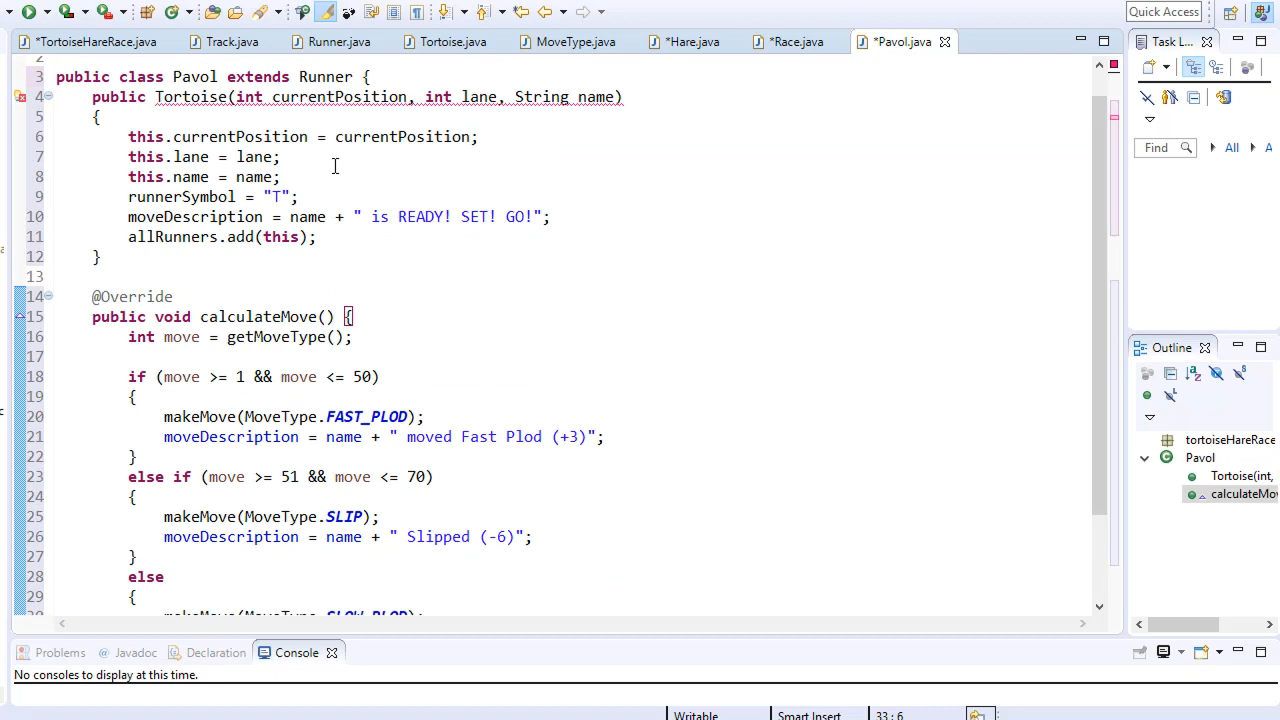 Quick Access
*TortoiseHareRace.java
Track.java
Runner.java
Tortoise.java
MoveType.java
*Hare.java
*Race.java
*Pavol.java
Task L...
2
3 public class Pavol extends Runner {
4 public Tortoise(int currentPosition, int lane, String name)
5 {
6 this.currentPosition = currentPosition;
7 this.lane = lane;
8 this.name = name;
9 runnerSymbol = "T";
10 moveDescription = name + " is READY! SET! GO!";
11 allRunners.add(this);
12 }
13
14 @Override
15 public void calculateMove() {
16 int move = getMoveType();
17
18 if (move >= 1 && move <= 50)
19 {
20 makeMove(MoveType.FAST_PLOD);
21 moveDescription = name + " moved Fast Plod (+3)";
22 }
23 else if (move >= 51 && move <= 70)
24 {
25 makeMove(MoveType.SLIP);
26 moveDescription = name + " Slipped (-6)";
27 }
28 else
29 {
30 makeMove(MoveType.SLOW_PLOD);
Find
All
A
Outline
tortoiseHareRace
Pavol
Tortoise(int,
calculateMo
Problems
Javadoc
Declaration
Console
No consoles to display at this time.
Writable
Smart Insert
33 : 6